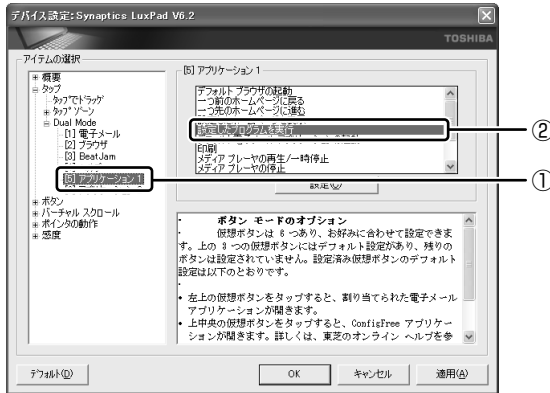 デバイス設定:Synaptics LuxPad V6.2
TOSHIBA
アイテムの選択
概要
タップ
タップでドラッグ
タップ ゾーン
Dual Mode
[1] 電子メール
[2] ブラウザ
[3] BeatJam
[5] アプリケーション 1
ボタン
バーチャル スクロール
ポインタの動作
感度
[5] アプリケーション 1
デフォルト ブラウザの起動
一つ前のホームページに戻る
一つ先のホームページに進む
設定したプログラムを実行
印刷
メディア プレーヤの再生/一時停止
メディア プレーヤの停止
設定(U)
②
①
・ ボタン モードのオプション
・ 仮想ボタンは 6 つあり、お好みに合わせて設定できま
す。上の 3 つの仮想ボタンにはデフォルト設定があり、残りの
ボタンは設定されていません。設定済み仮想ボタンのデフォルト
設定は以下のとおりです。
・
• 左上の仮想ボタンをタップすると、割り当てられた電子メール
アプリケーションが開きます。
• 上中央の仮想ボタンをタップすると、ConfigFree アプリケー
ションが開きます。詳しくは、東芝のオンライン ヘルプを参
デフォルト(D)
OK
キャンセル
適用(A)